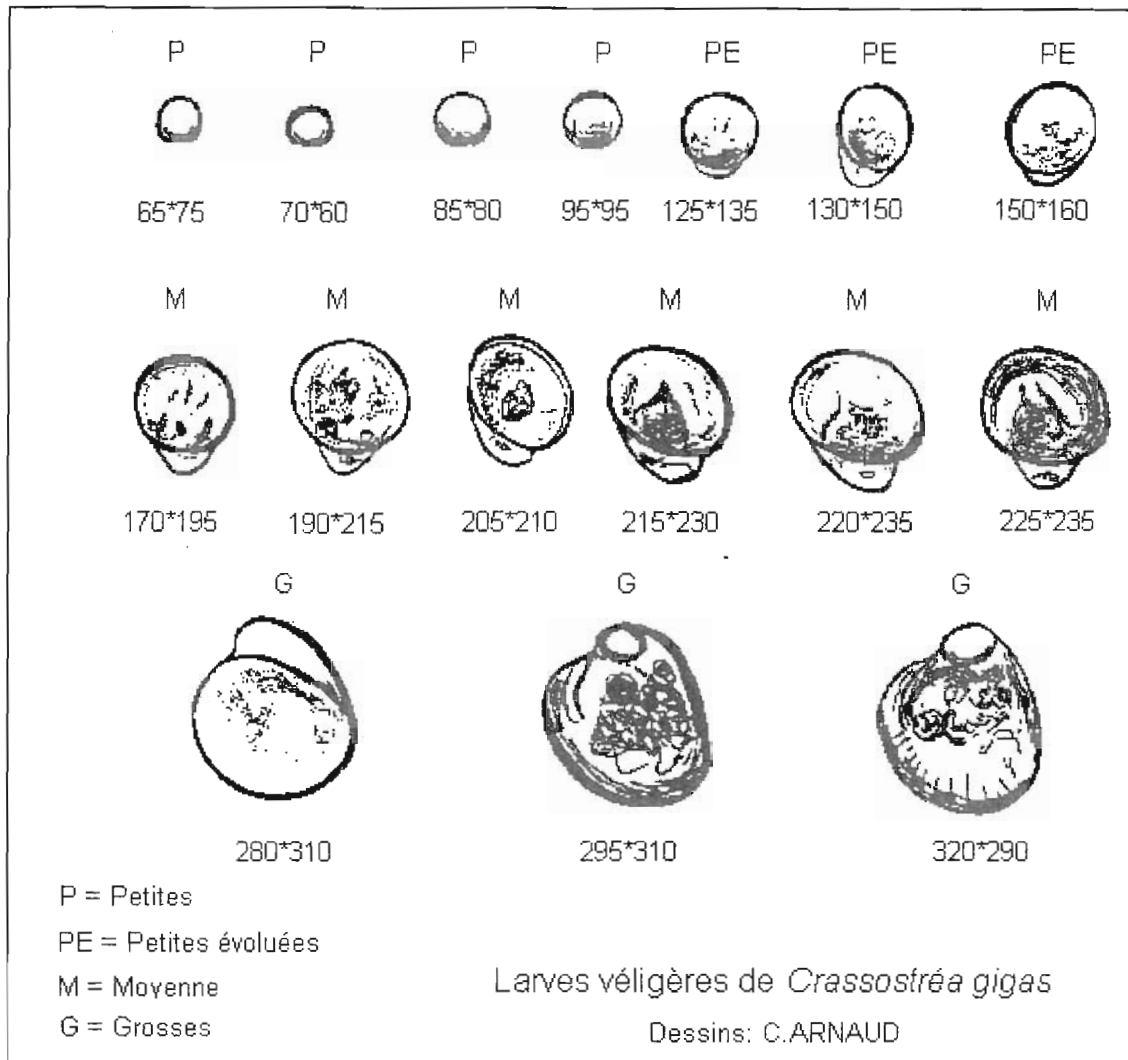 P P P P PE PE PE
65*75 70*60 85*80 95*95 125*135 130*150 150*160
M M M M M M
170*195 190*215 205*210 215*230 220*235 225*235
G G G
280*310 295*310 320*290
P = Petites
PE = Petites évoluées
M = Moyenne
G = Grosses
Larves véligères de Crassostréa gigas
Dessins: C.ARNAUD